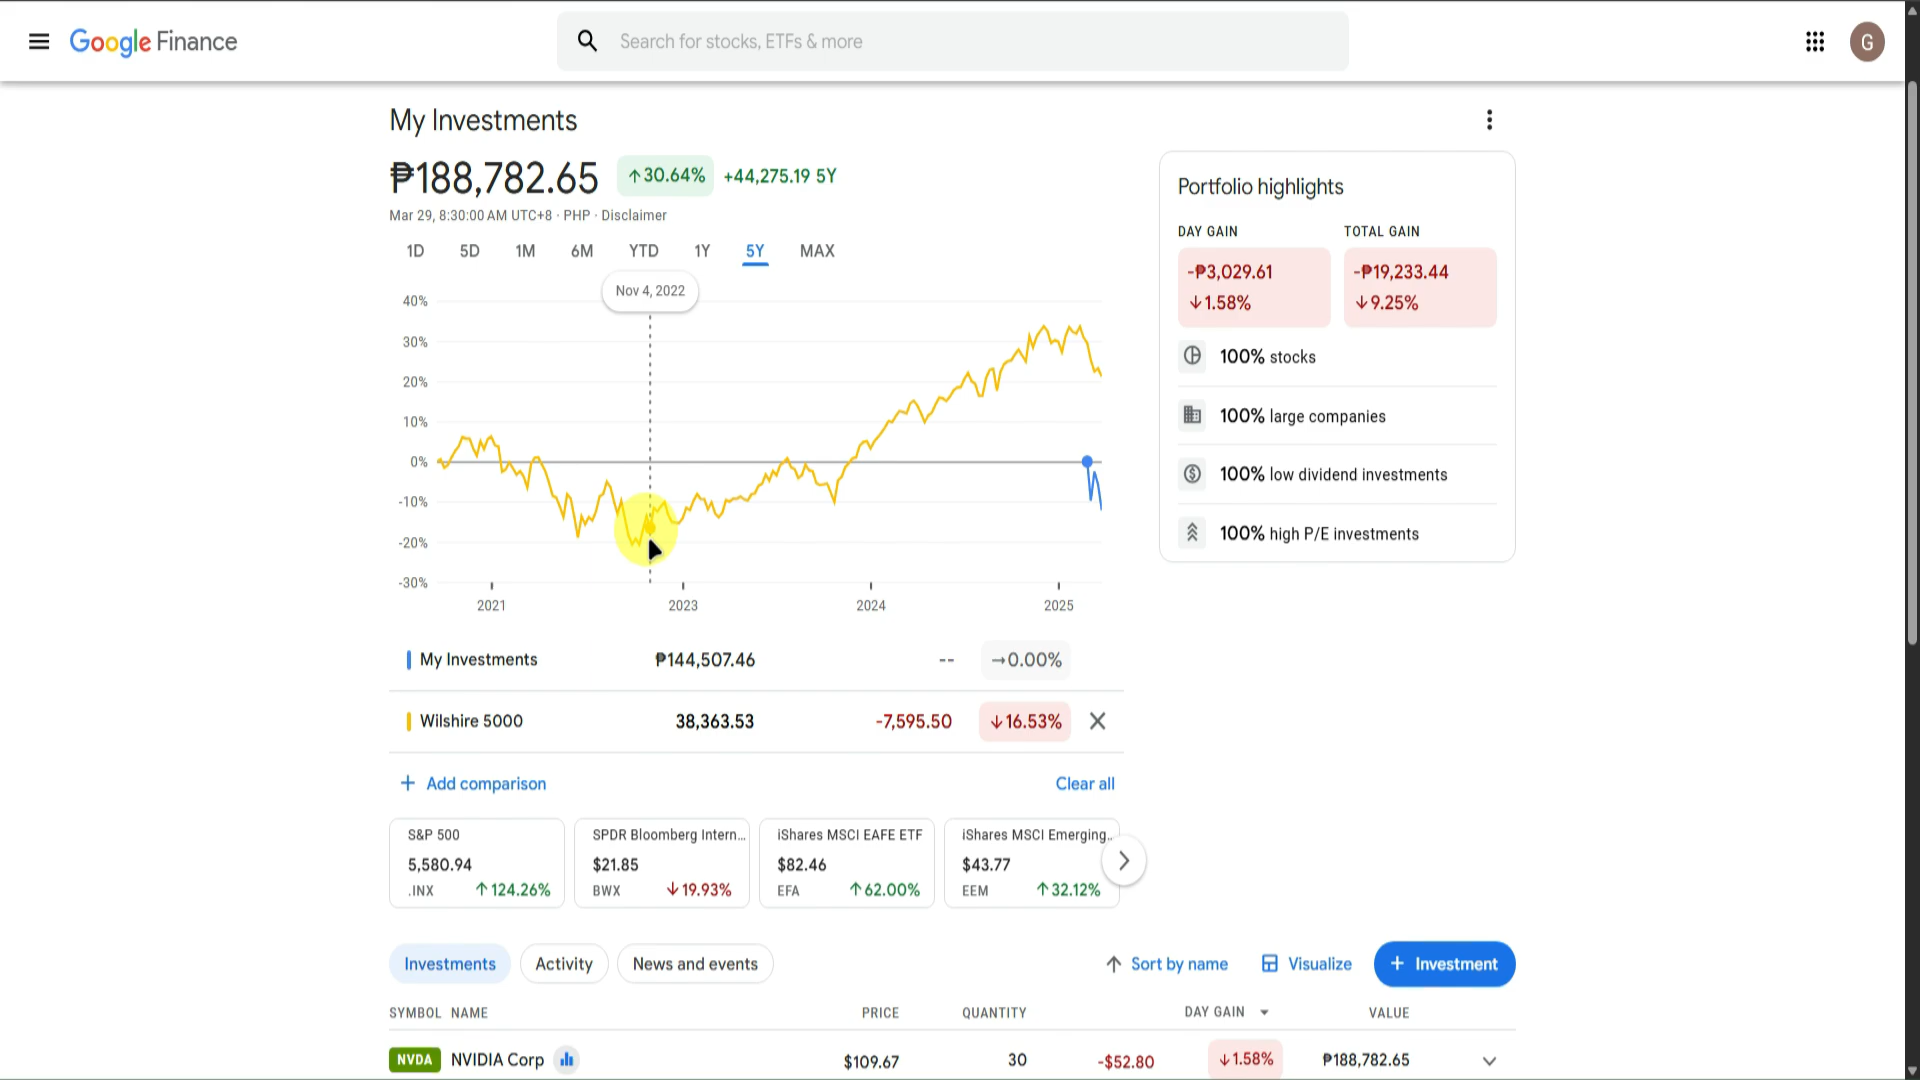 Google Finance
Search for stocks, ETFs & more
G
My Investments
₱188,782.65 ↑30.64% +44,275.19 5Y
Mar 29, 8:30:00 AM UTC+8 · PHP · Disclaimer
1D 5D 1M 6M YTD 1Y 5Y MAX
Nov 4, 2022
40%
30%
20%
10%
0%
-10%
-20%
-30%
2021 2023 2024 2025
My Investments ₱144,507.46 -- →0.00%
Wilshire 5000 38,363.53 -7,595.50 ↓16.53%
+ Add comparison Clear all
S&P 500
5,580.94
.INX ↑124.26%
SPDR Bloomberg Intern...
$21.85
BWX ↓19.93%
iShares MSCI EAFE ETF
$82.46
EFA ↑62.00%
iShares MSCI Emerging...
$43.77
EEM ↑32.12%
Portfolio highlights
DAY GAIN TOTAL GAIN
-₱3,029.61 -₱19,233.44
↓1.58% ↓9.25%
100% stocks
100% large companies
100% low dividend investments
100% high P/E investments
Investments Activity News and events Sort by name Visualize + Investment
SYMBOL NAME PRICE QUANTITY DAY GAIN VALUE
NVDA NVIDIA Corp $109.67 30 -$52.80 ↓1.58% ₱188,782.65